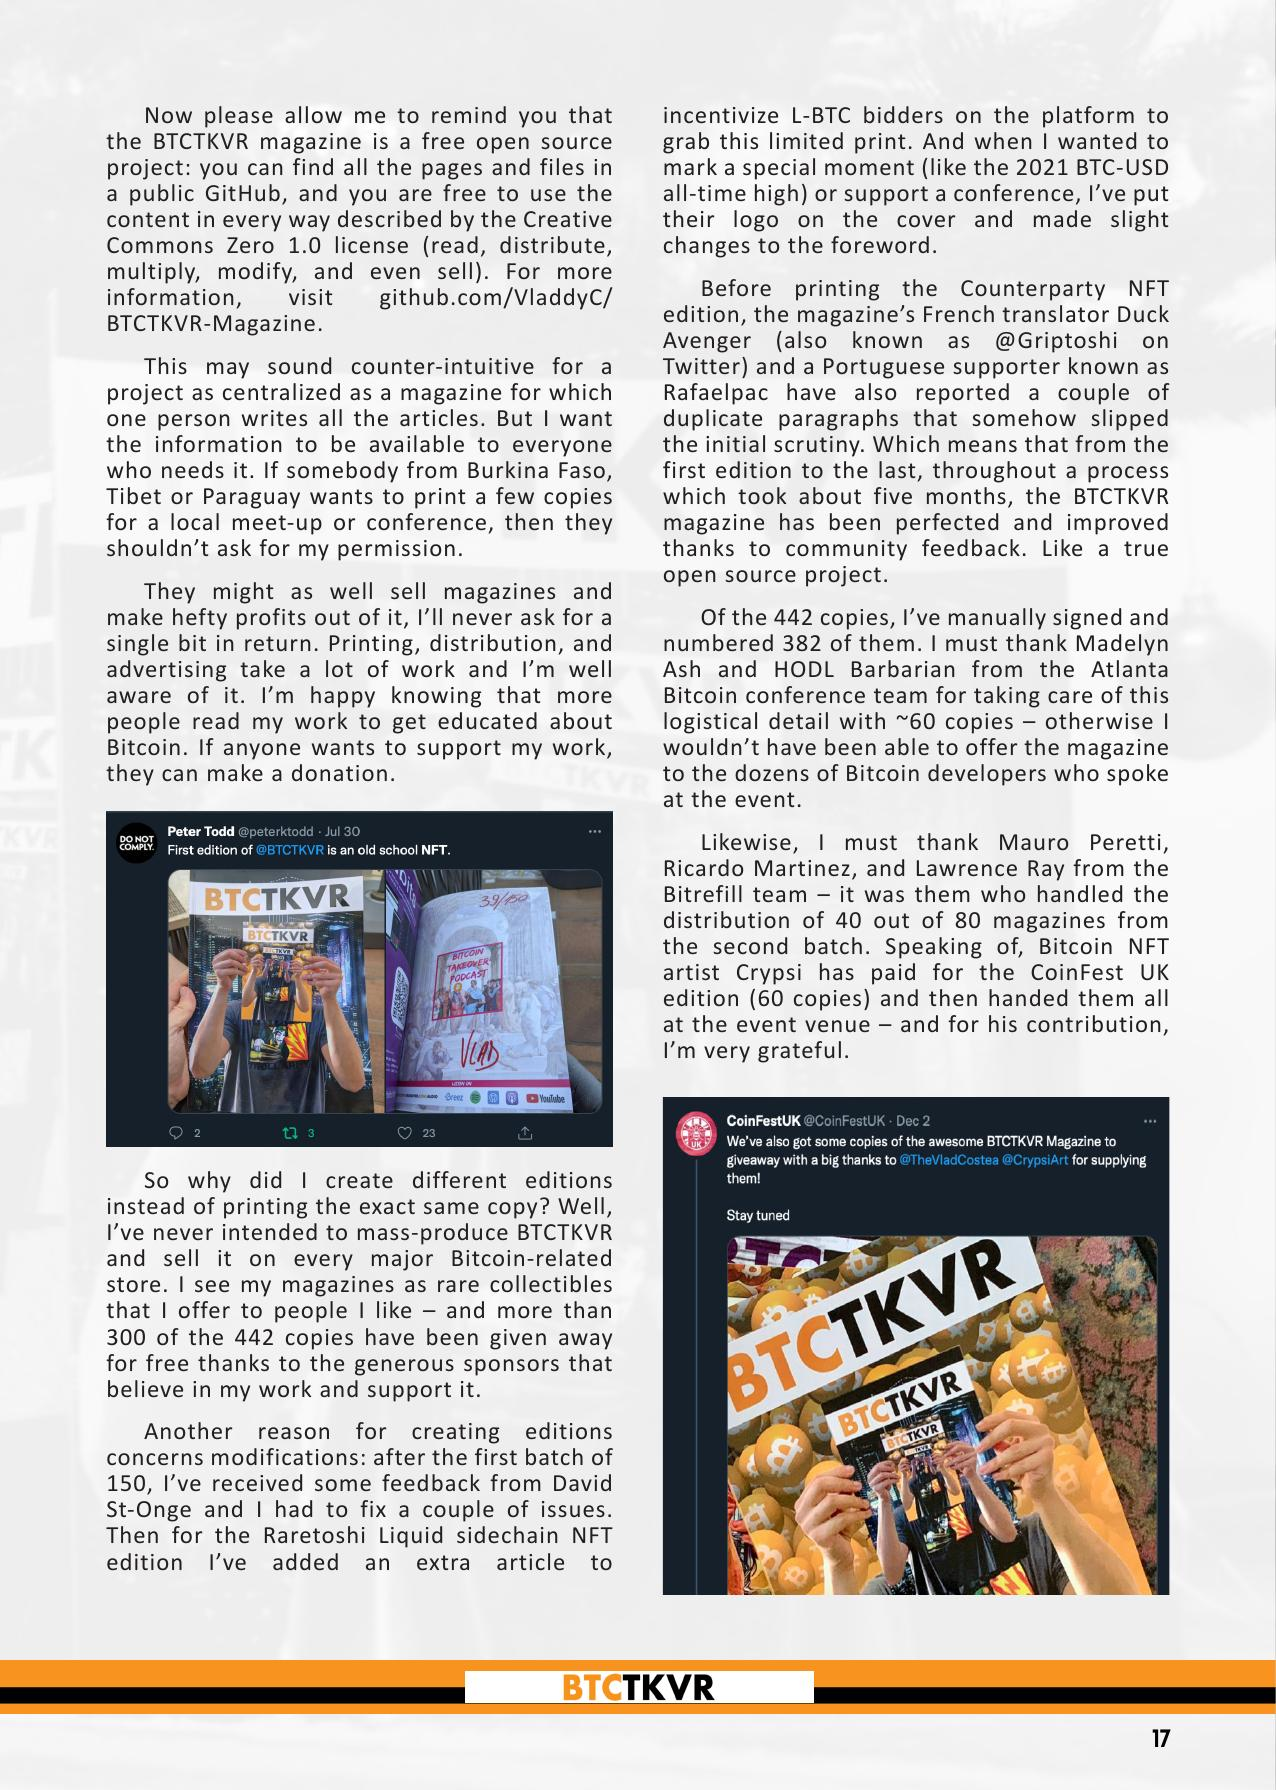 Now please allow me to remind you that
the BTCTKVR magazine is a free open source
project: you can find all the pages and files in
a public GitHub, and you are free to use the
content in every way described by the Creative
Commons Zero 1.0 license (read, distribute,
multiply, modify, and even sell). For more
information, visit github.com/VladdyC/
BTCTKVR-Magazine.
This may sound counter-intuitive for a
project as centralized as a magazine for which
one person writes all the articles. But I want
the information to be available to everyone
who needs it. If somebody from Burkina Faso,
Tibet or Paraguay wants to print a few copies
for a local meet-up or conference, then they
shouldn’t ask for my permission.
They might as well sell magazines and
make hefty profits out of it, I’ll never ask for a
single bit in return. Printing, distribution, and
advertising take a lot of work and I’m well
aware of it. I’m happy knowing that more
people read my work to get educated about
Bitcoin. If anyone wants to support my work,
they can make a donation.
DO NOT
COMPLY.
Peter Todd @peterktodd · Jul 30
First edition of @BTCTKVR is an old school NFT.
BTCTKVR
BTCTKVR
39/150
BITCOIN
TAKEOVER
PODCAST
VLAD
LISTEN ON
Breez
YouTube
2
3
23
So why did I create different editions
instead of printing the exact same copy? Well,
I’ve never intended to mass-produce BTCTKVR
and sell it on every major Bitcoin-related
store. I see my magazines as rare collectibles
that I offer to people I like – and more than
300 of the 442 copies have been given away
for free thanks to the generous sponsors that
believe in my work and support it.
Another reason for creating editions
concerns modifications: after the first batch of
150, I’ve received some feedback from David
St-Onge and I had to fix a couple of issues.
Then for the Raretoshi Liquid sidechain NFT
edition I’ve added an extra article to
incentivize L-BTC bidders on the platform to
grab this limited print. And when I wanted to
mark a special moment (like the 2021 BTC-USD
all-time high) or support a conference, I’ve put
their logo on the cover and made slight
changes to the foreword.
Before printing the Counterparty NFT
edition, the magazine’s French translator Duck
Avenger (also known as @Griptoshi on
Twitter) and a Portuguese supporter known as
Rafaelpac have also reported a couple of
duplicate paragraphs that somehow slipped
the initial scrutiny. Which means that from the
first edition to the last, throughout a process
which took about five months, the BTCTKVR
magazine has been perfected and improved
thanks to community feedback. Like a true
open source project.
Of the 442 copies, I’ve manually signed and
numbered 382 of them. I must thank Madelyn
Ash and HODL Barbarian from the Atlanta
Bitcoin conference team for taking care of this
logistical detail with ~60 copies – otherwise I
wouldn’t have been able to offer the magazine
to the dozens of Bitcoin developers who spoke
at the event.
Likewise, I must thank Mauro Peretti,
Ricardo Martinez, and Lawrence Ray from the
Bitrefill team – it was them who handled the
distribution of 40 out of 80 magazines from
the second batch. Speaking of, Bitcoin NFT
artist Crypsi has paid for the CoinFest UK
edition (60 copies) and then handed them all
at the event venue – and for his contribution,
I’m very grateful.
UK
CoinFestUK @CoinFestUK · Dec 2
We’ve also got some copies of the awesome BTCTKVR Magazine to
giveaway with a big thanks to @TheVladCostea @CrypsiArt for supplying
them!
Stay tuned
BTCTKVR
BTCTKVR
BTCTKVR
BTCTKVR
17